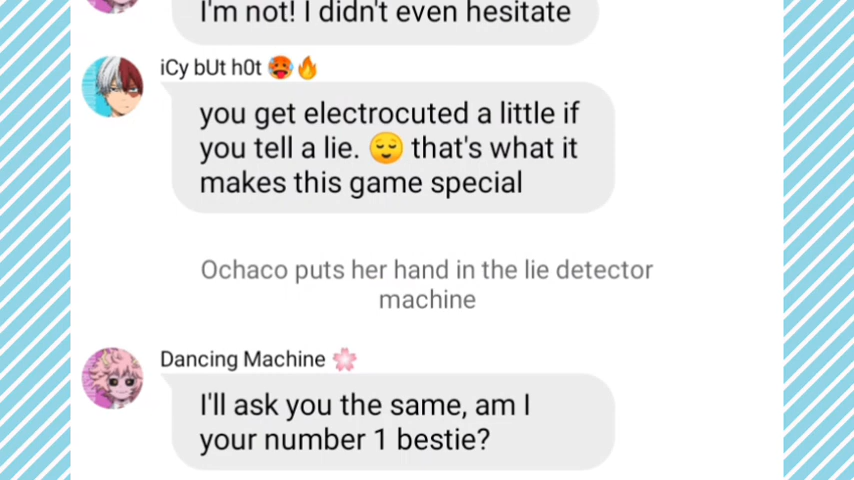 I'm not! I didn't even hesitate
iCy bUt h0t 🥵🔥
you get electrocuted a little if
you tell a lie. 😌 that's what it
makes this game special
Ochaco puts her hand in the lie detector
machine
Dancing Machine 🌸
I'll ask you the same, am I
your number 1 bestie?